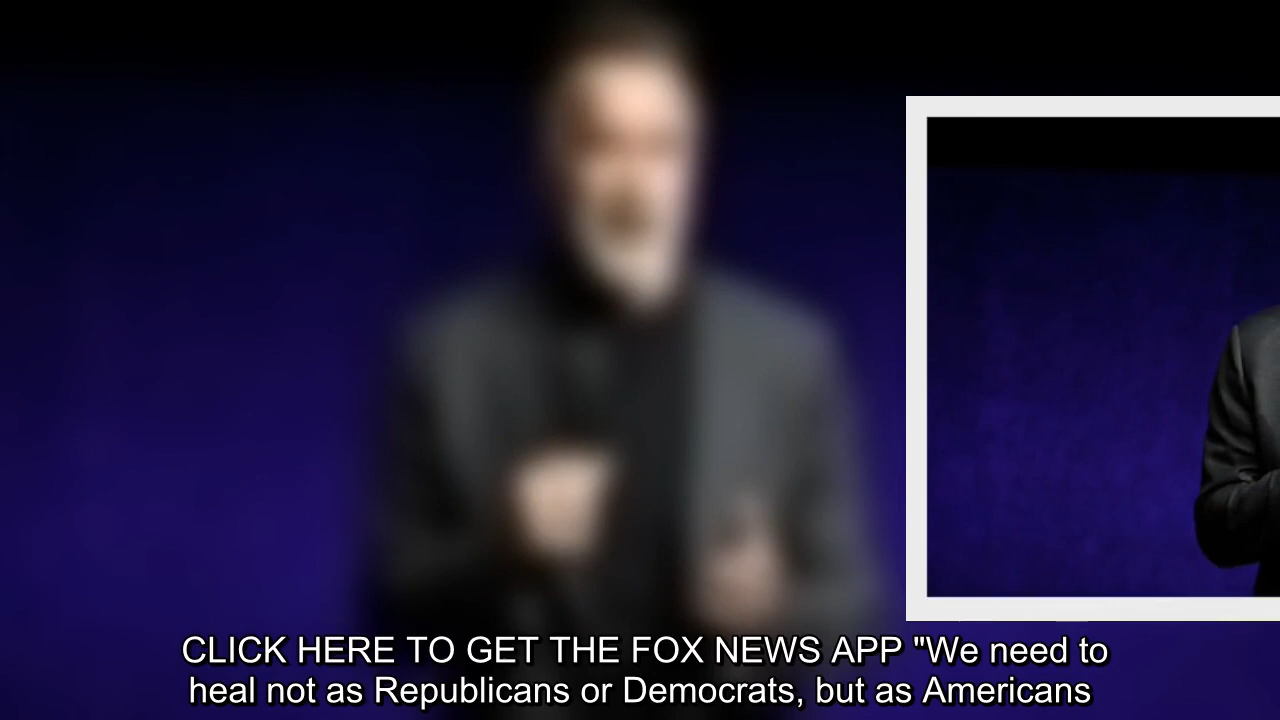 CLICK HERE TO GET THE FOX NEWS APP "We need to
heal not as Republicans or Democrats, but as Americans